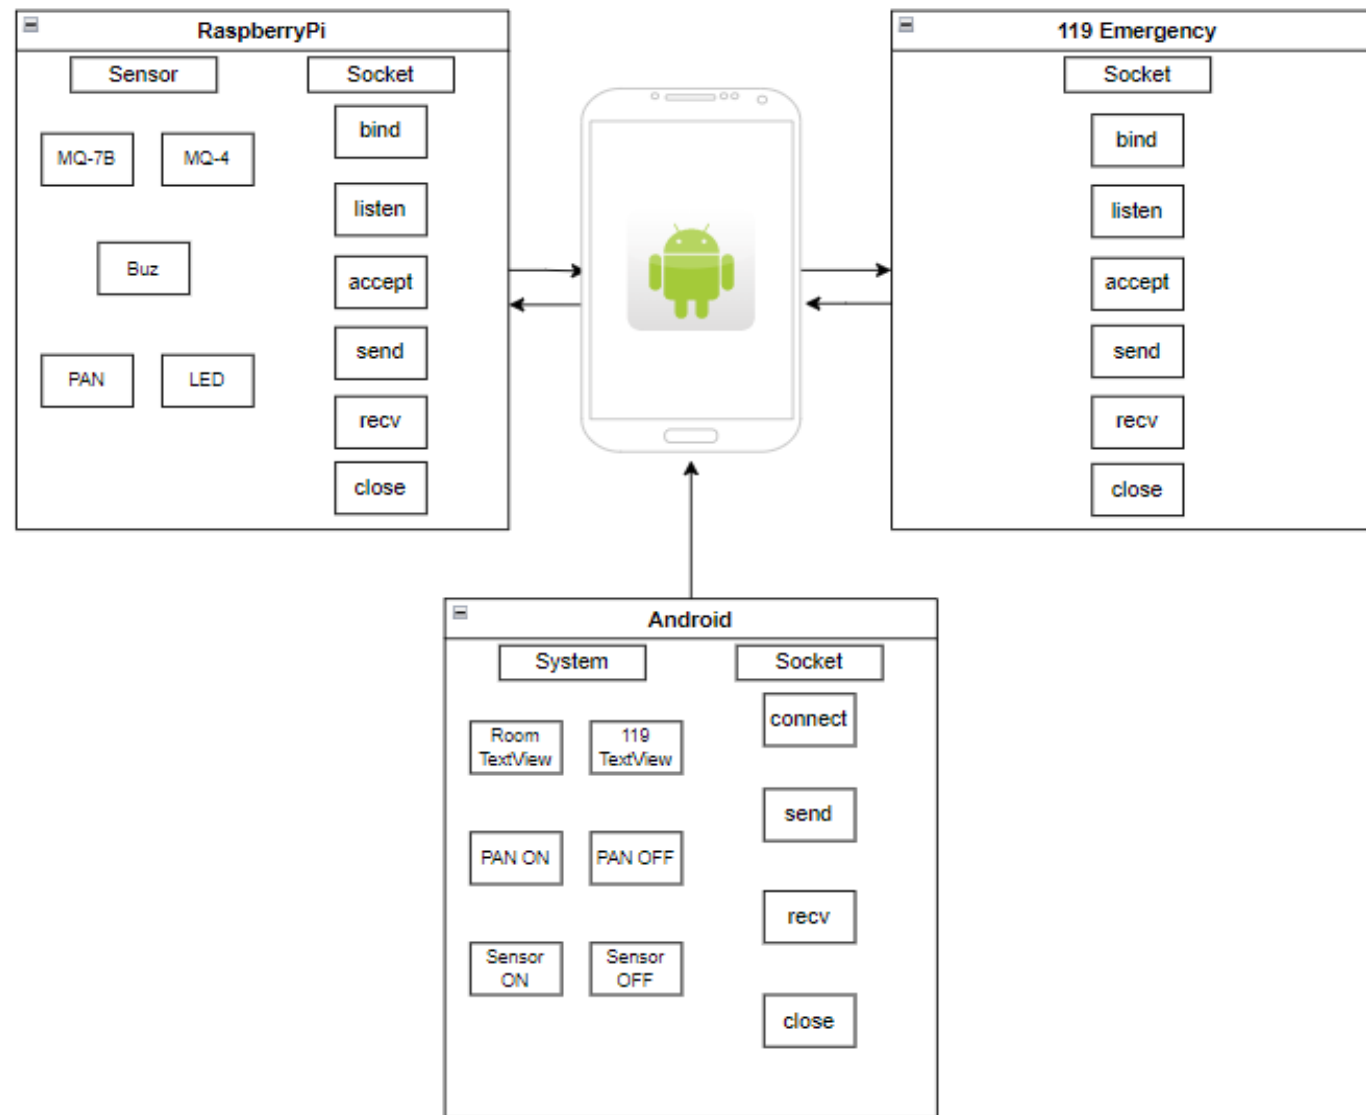 RaspberryPi
Sensor
Socket
MQ-7B
MQ-4
Buz
PAN
LED
bind
listen
accept
send
recv
close
119 Emergency
Socket
bind
listen
accept
send
recv
close
Android
System
Socket
Room
TextView
119
TextView
PAN ON
PAN OFF
Sensor
ON
Sensor
OFF
connect
send
recv
close